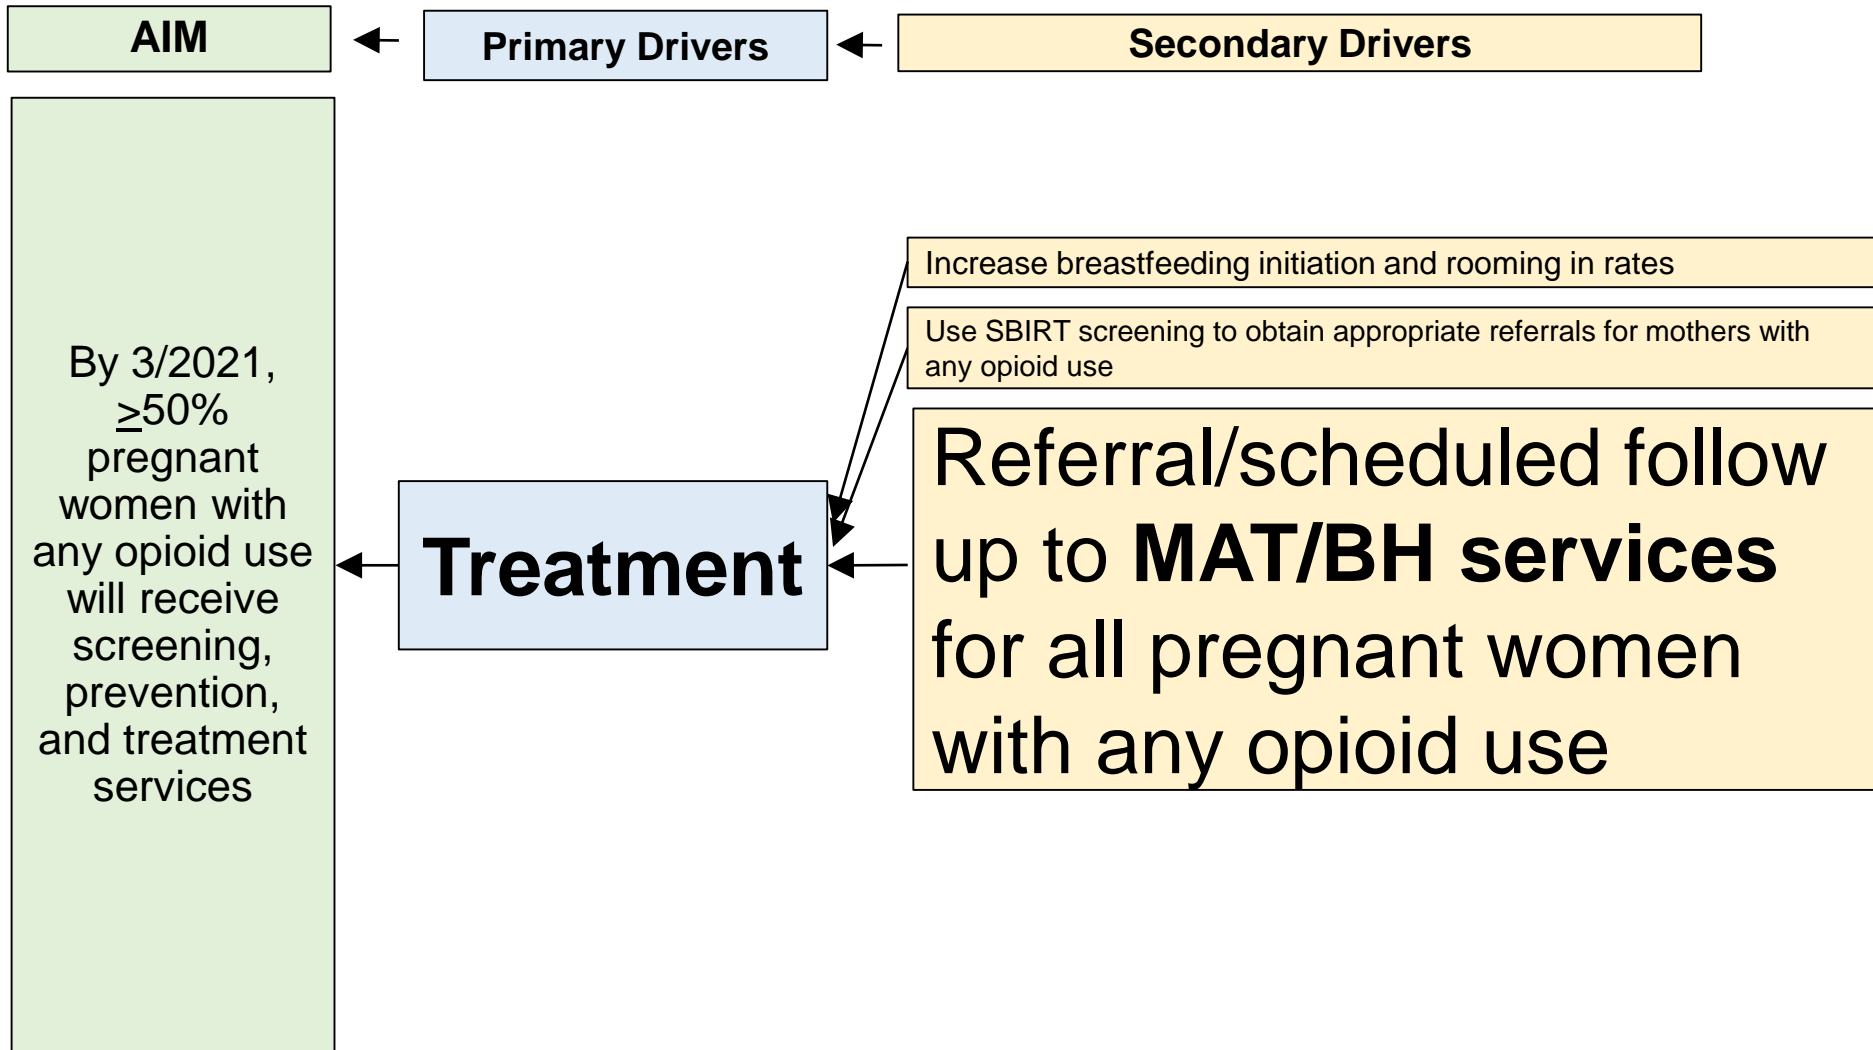 AIM
Primary Drivers
Secondary Drivers
By 3/2021,
≥50%
pregnant
women with
any opioid use
will receive
screening,
prevention,
and treatment
services
Treatment
Increase breastfeeding initiation and rooming in rates
Use SBIRT screening to obtain appropriate referrals for mothers with
any opioid use
Referral/scheduled follow
up to MAT/BH services
for all pregnant women
with any opioid use